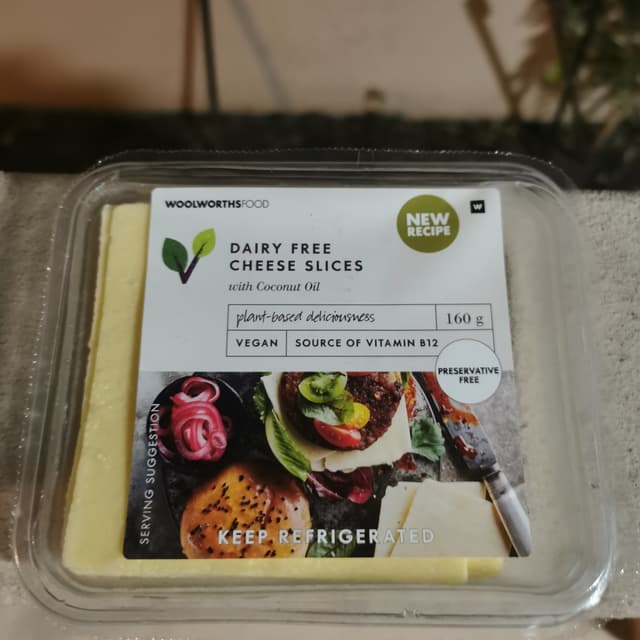 WOOLWORTHSFOOD
W
NEW
RECIPE
DAIRY FREE
CHEESE SLICES
with Coconut Oil
plant-based deliciousness
160 g
VEGAN
SOURCE OF VITAMIN B12
PRESERVATIVE
FREE
SERVING SUGGESTION
KEEP REFRIGERATED